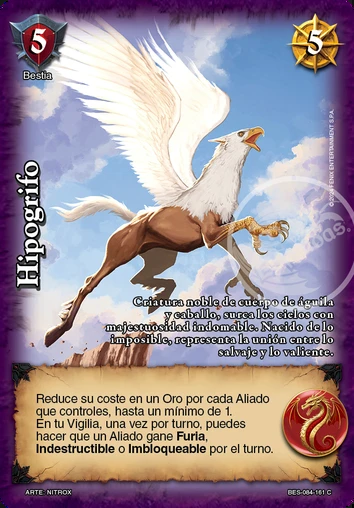 5
5
Bestia
Hipogrifo
© 2024 FENIX ENTERTAINMENT S.P.A.
Criatura noble de cuerpo de águila
y caballo, surca los cielos con
majestuosidad indomable. Nacido de lo
imposible, representa la unión entre lo
salvaje y lo valiente.
Reduce su coste en un Oro por cada Aliado
que controles, hasta un mínimo de 1.
En tu Vigilia, una vez por turno, puedes
hacer que un Aliado gane Furia,
Indestructible o Imbloqueable por el turno.
ARTE: NITROX
BES-084-161 C